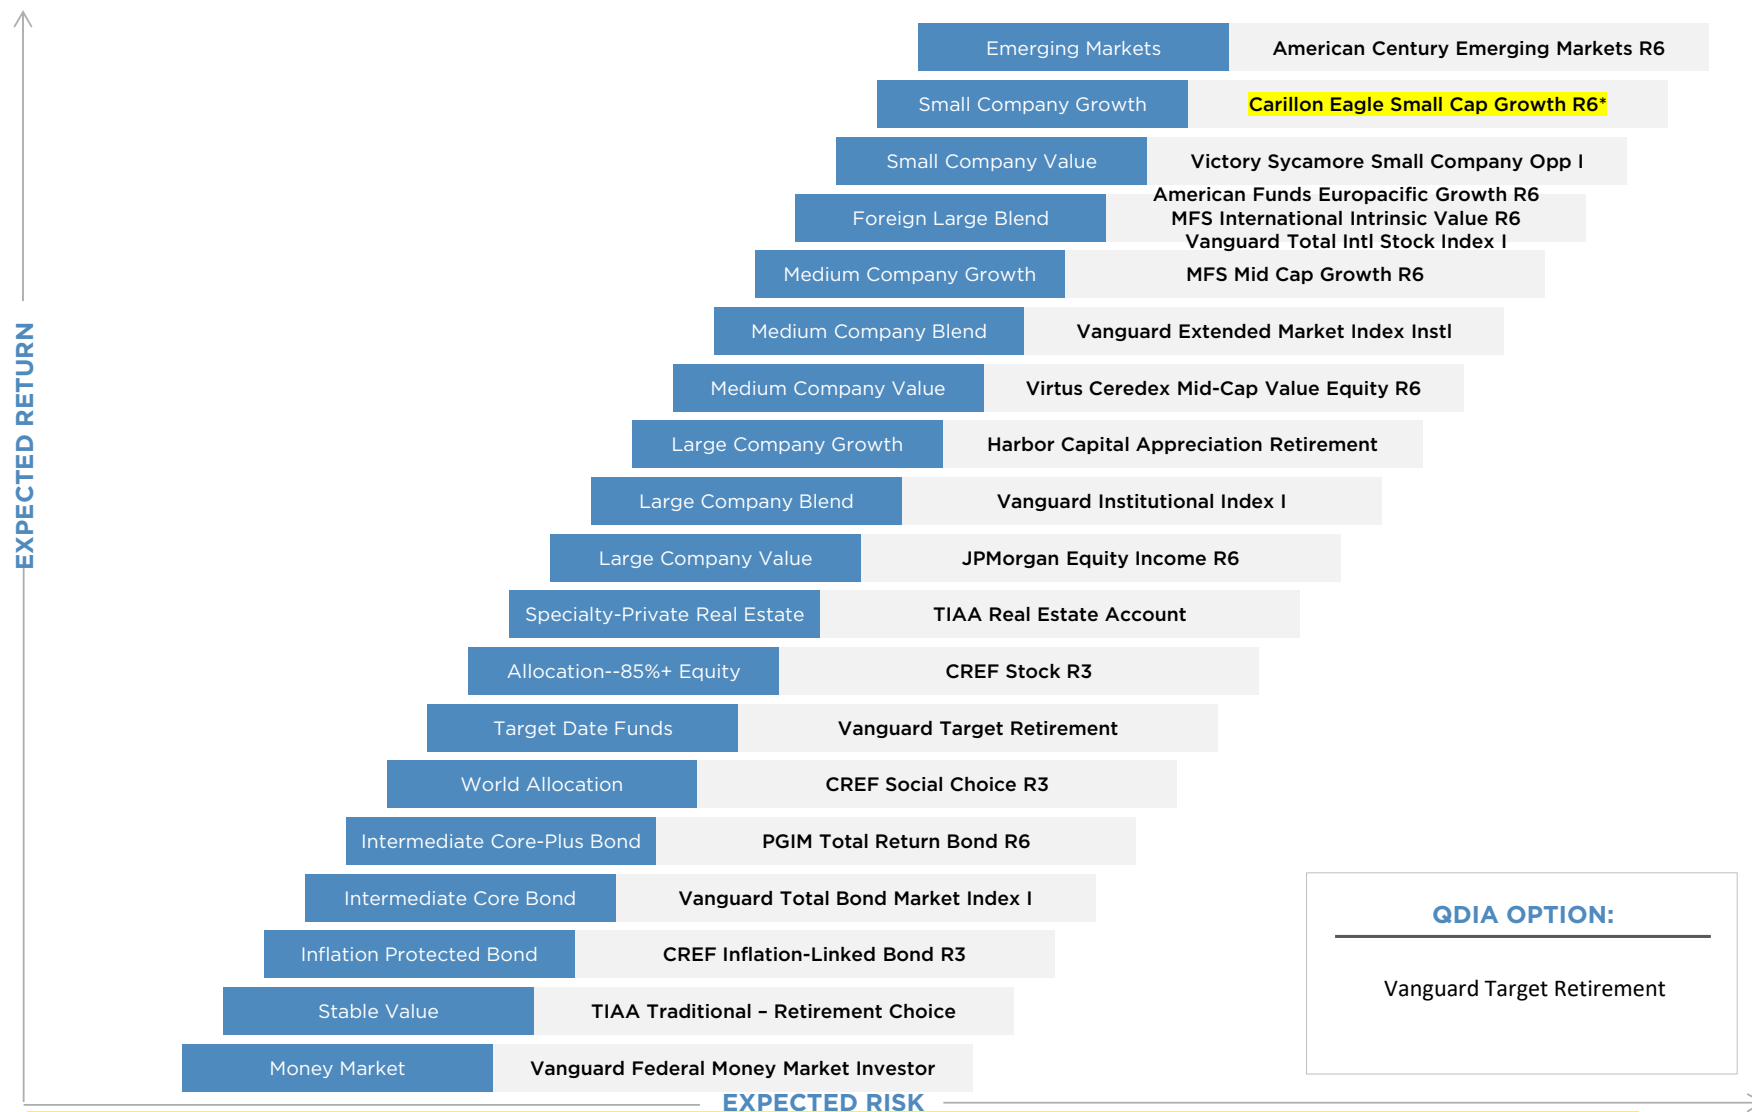 Emerging Markets
American Century Emerging Markets R6
Small Company Growth
Carillon Eagle Small Cap Growth R6*
Small Company Value
Victory Sycamore Small Company Opp I
Foreign Large Blend
American Funds Europacific Growth R6
MFS International Intrinsic Value R6
Vanguard Total Intl Stock Index I
Medium Company Growth
MFS Mid Cap Growth R6
Medium Company Blend
Vanguard Extended Market Index Instl
Medium Company Value
Virtus Ceredex Mid-Cap Value Equity R6
Large Company Growth
Harbor Capital Appreciation Retirement
Large Company Blend
Vanguard Institutional Index I
Large Company Value
JPMorgan Equity Income R6
Specialty-Private Real Estate
TIAA Real Estate Account
Allocation--85%+ Equity
CREF Stock R3
Target Date Funds
Vanguard Target Retirement
World Allocation
CREF Social Choice R3
Intermediate Core-Plus Bond
PGIM Total Return Bond R6
Intermediate Core Bond
Vanguard Total Bond Market Index I
Inflation Protected Bond
CREF Inflation-Linked Bond R3
Stable Value
TIAA Traditional – Retirement Choice
Money Market
Vanguard Federal Money Market Investor
EXPECTED RETURN
EXPECTED RISK
QDIA OPTION:
Vanguard Target Retirement